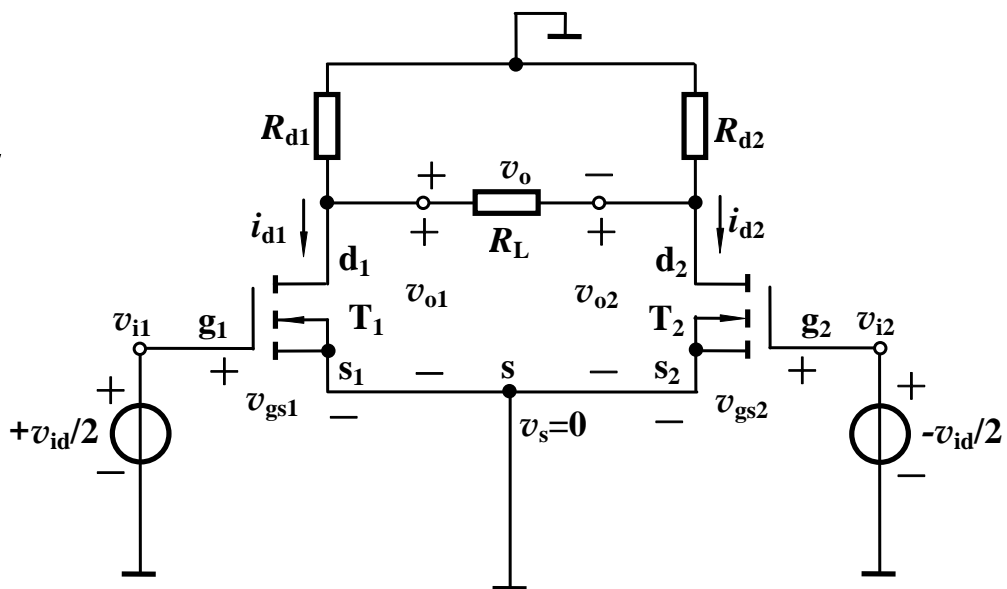 R_d1
R_d2
+ v_o −
i_d1
+ R_L +
i_d2
d_1
d_2
v_o1
v_o2
v_i1
g_1
T_1
T_2
g_2
v_i2
+
s_1
−
s
−
s_2
+
+
v_gs1
−
v_s=0
−
v_gs2
+
+v_id/2
-v_id/2
−
−